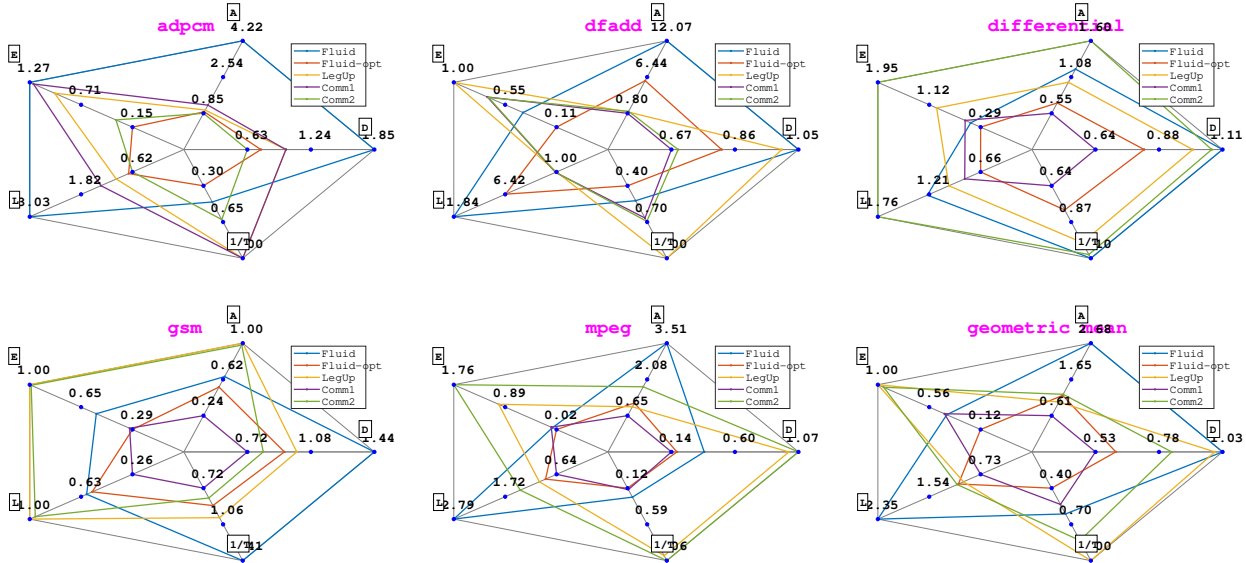 adpcm
A
4.22
2.54
0.85
E
1.27
0.71
0.15
D
1.85
1.24
0.63
L
3.03
1.82
0.62
1/T
00
0.65
0.30
Fluid
Fluid-opt
LegUp
Comm1
Comm2
dfadd
A
12.07
6.44
0.80
E
1.00
0.55
0.11
D
1.05
0.86
0.67
L
1.84
6.42
1.00
1/T
00
0.70
0.40
Fluid
Fluid-opt
LegUp
Comm1
Comm2
differential
A
1.60
1.08
0.55
E
1.95
1.12
0.29
D
1.11
0.88
0.64
L
1.76
1.21
0.66
1/T
10
0.87
0.64
Fluid
Fluid-opt
LegUp
Comm1
Comm2
gsm
A
1.00
0.62
0.24
E
1.00
0.65
0.29
D
1.44
1.08
0.72
L
1.00
0.63
0.26
1/T
41
1.06
0.72
Fluid
Fluid-opt
LegUp
Comm1
Comm2
mpeg
A
3.51
2.08
0.65
E
1.76
0.89
0.02
D
1.07
0.60
0.14
L
2.79
1.72
0.64
1/T
06
0.59
0.12
Fluid
Fluid-opt
LegUp
Comm1
Comm2
geometric mean
A
2.68
1.65
0.61
E
1.00
0.56
0.12
D
1.03
0.78
0.53
L
2.35
1.54
0.73
1/T
00
0.70
0.40
Fluid
Fluid-opt
LegUp
Comm1
Comm2